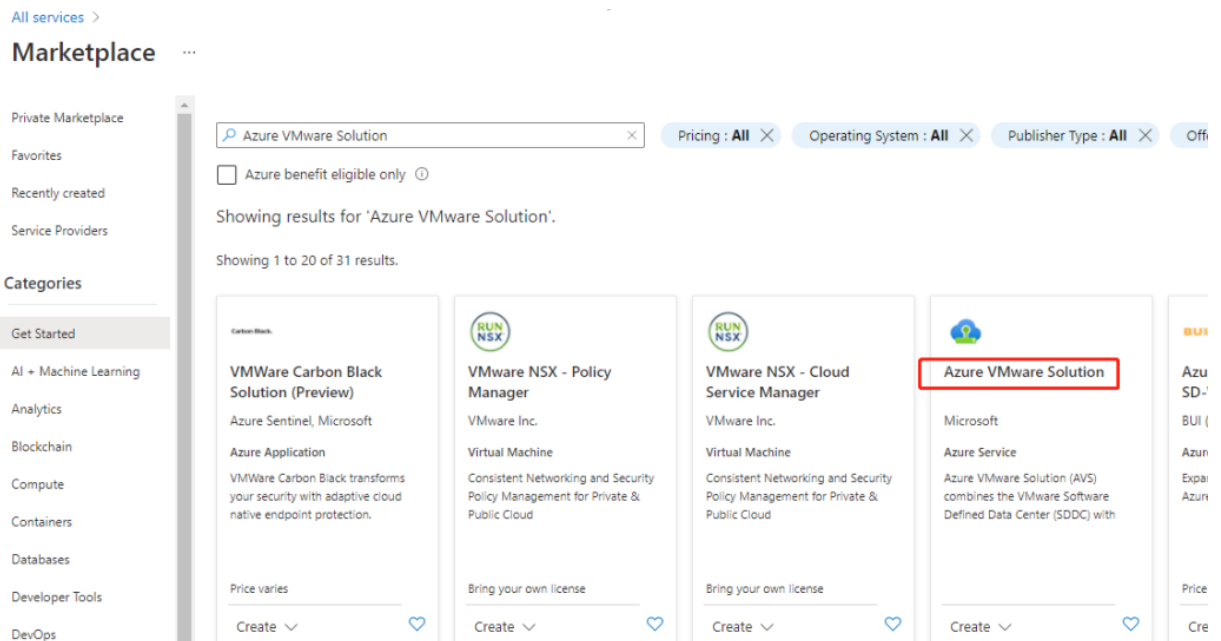 All services >
Marketplace ...
Private Marketplace
Favorites
Recently created
Service Providers
Categories
Get Started
AI + Machine Learning
Analytics
Blockchain
Compute
Containers
Databases
Developer Tools
DevOps
Azure VMware Solution
Pricing : All
Operating System : All
Publisher Type : All
Azure benefit eligible only
Showing results for 'Azure VMware Solution'.
Showing 1 to 20 of 31 results.
Carbon Black.
VMWare Carbon Black
Solution (Preview)
Azure Sentinel, Microsoft
Azure Application
VMWare Carbon Black transforms
your security with adaptive cloud
native endpoint protection.
Price varies
Create
RUN
NSX
VMware NSX - Policy
Manager
VMware Inc.
Virtual Machine
Consistent Networking and Security
Policy Management for Private &
Public Cloud
Bring your own license
Create
RUN
NSX
VMware NSX - Cloud
Service Manager
VMware Inc.
Virtual Machine
Consistent Networking and Security
Policy Management for Private &
Public Cloud
Bring your own license
Create
Azure VMware Solution
Microsoft
Azure Service
Azure VMware Solution (AVS)
combines the VMware Software
Defined Data Center (SDDC) with
Create
BUI
Price